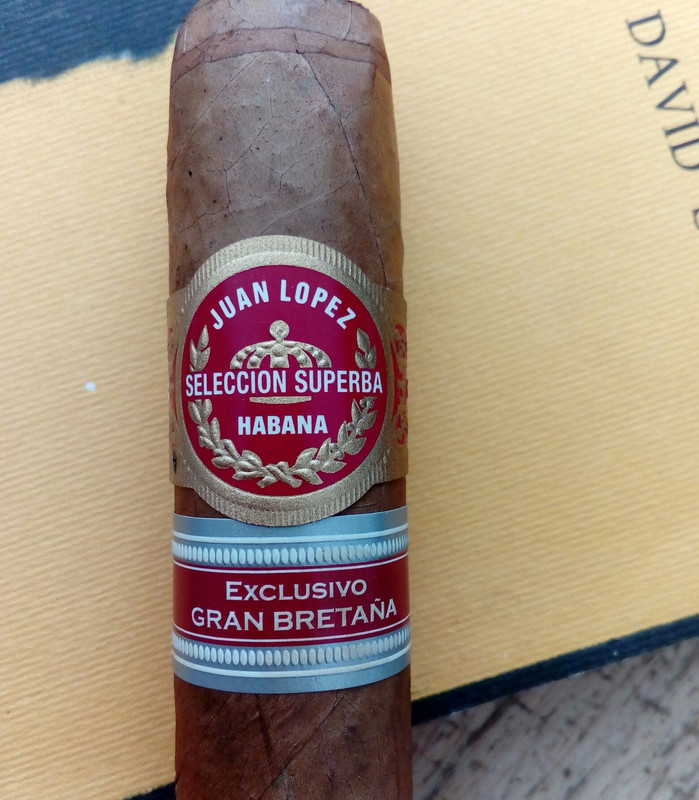 DAVID
JUAN LOPEZ
SELECCION SUPERBA
HABANA
EXCLUSIVO
GRAN BRETAÑA